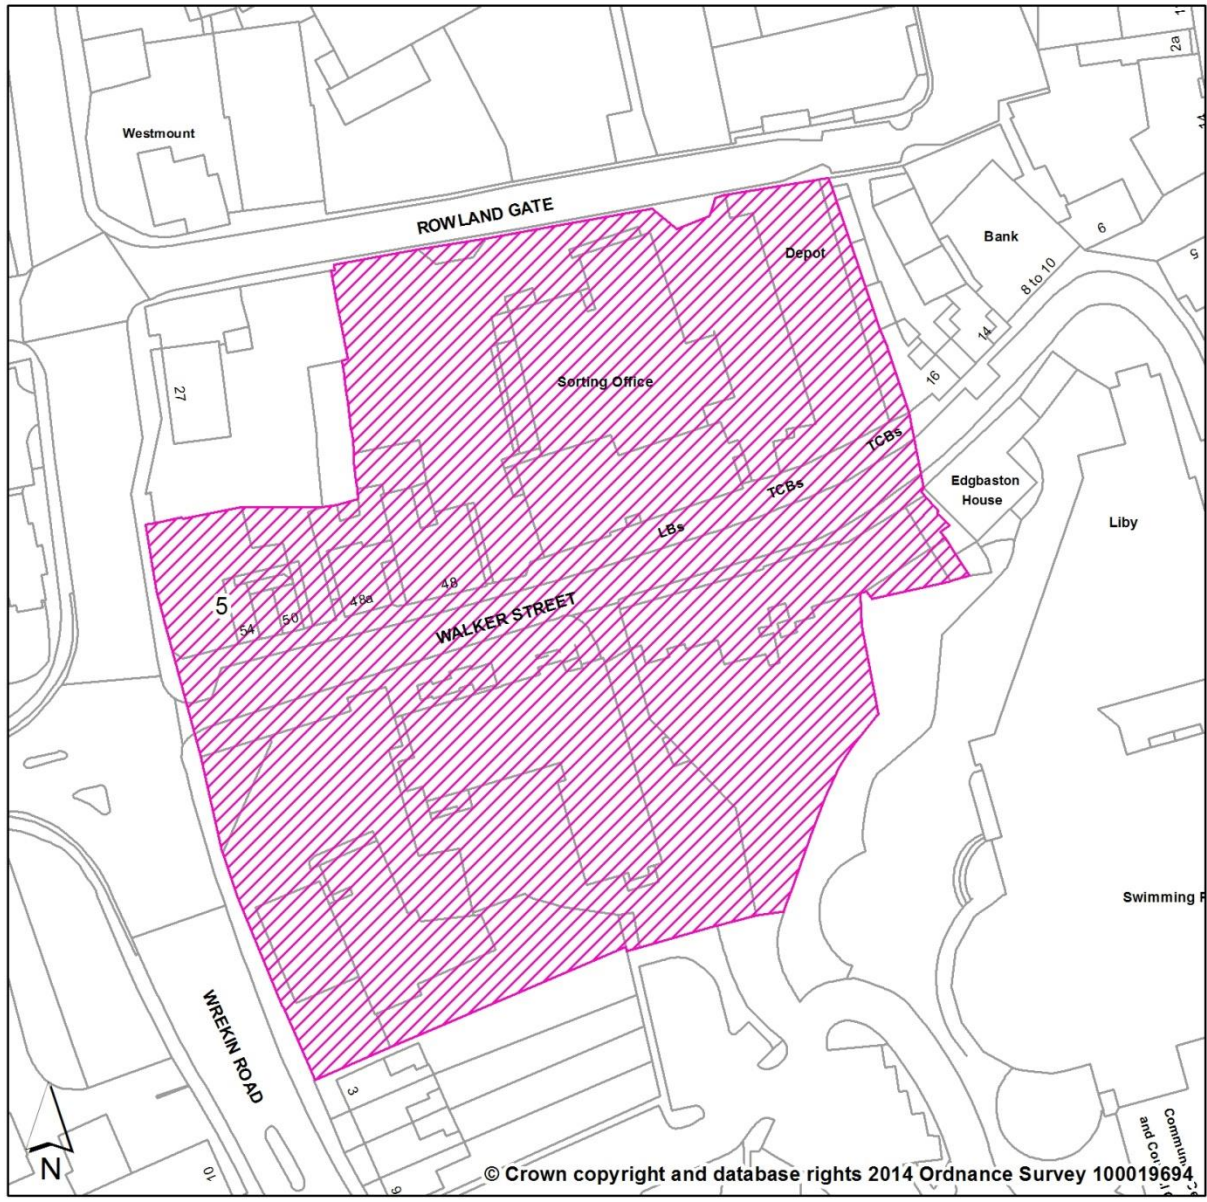 2a
Westmount
ROWLAND GATE
Depot
Bank
6
5
8 to 10
14
16
27
Sorting Office
TCBs
TCBs
LBs
Edgbaston
House
Liby
5
54
50
48a
48
WALKER STREET
Swimming
WREKIN ROAD
3
10
6
N
© Crown copyright and database rights 2014 Ordnance Survey 100019694